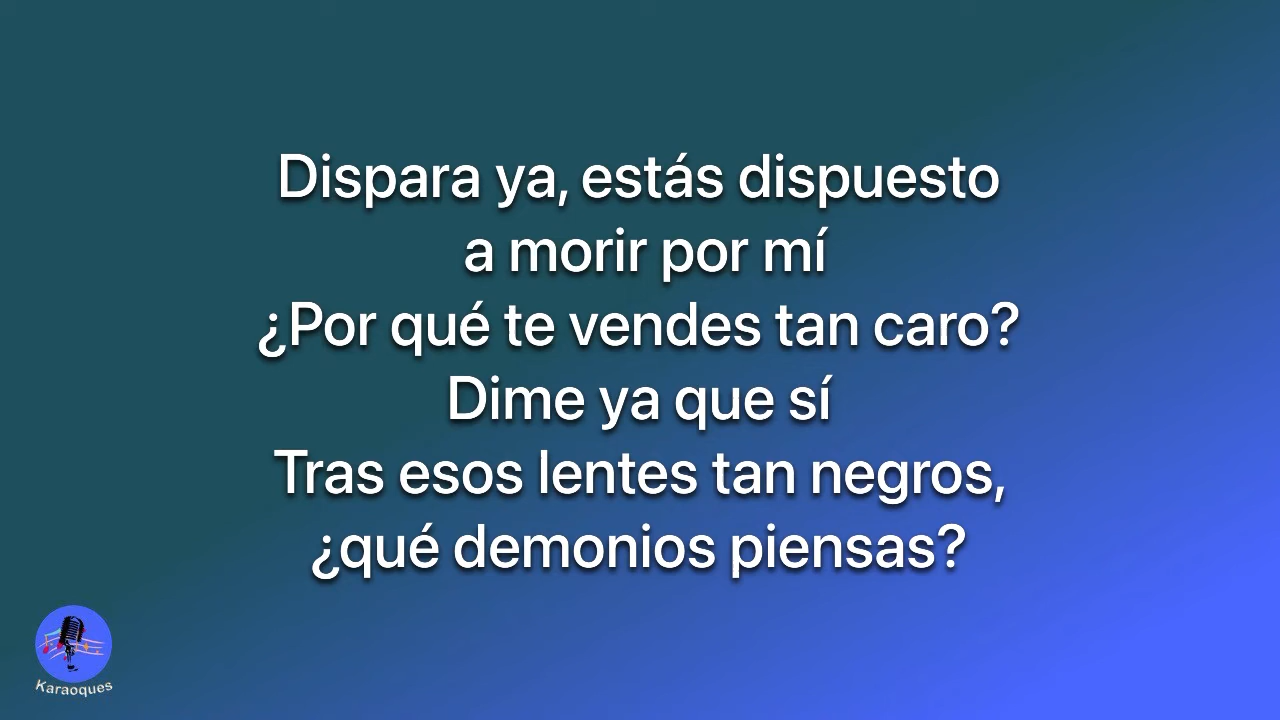 Dispara ya, estás dispuesto
a morir por mí
¿Por qué te vendes tan caro?
Dime ya que sí
Tras esos lentes tan negros,
¿qué demonios piensas?
Karaoques